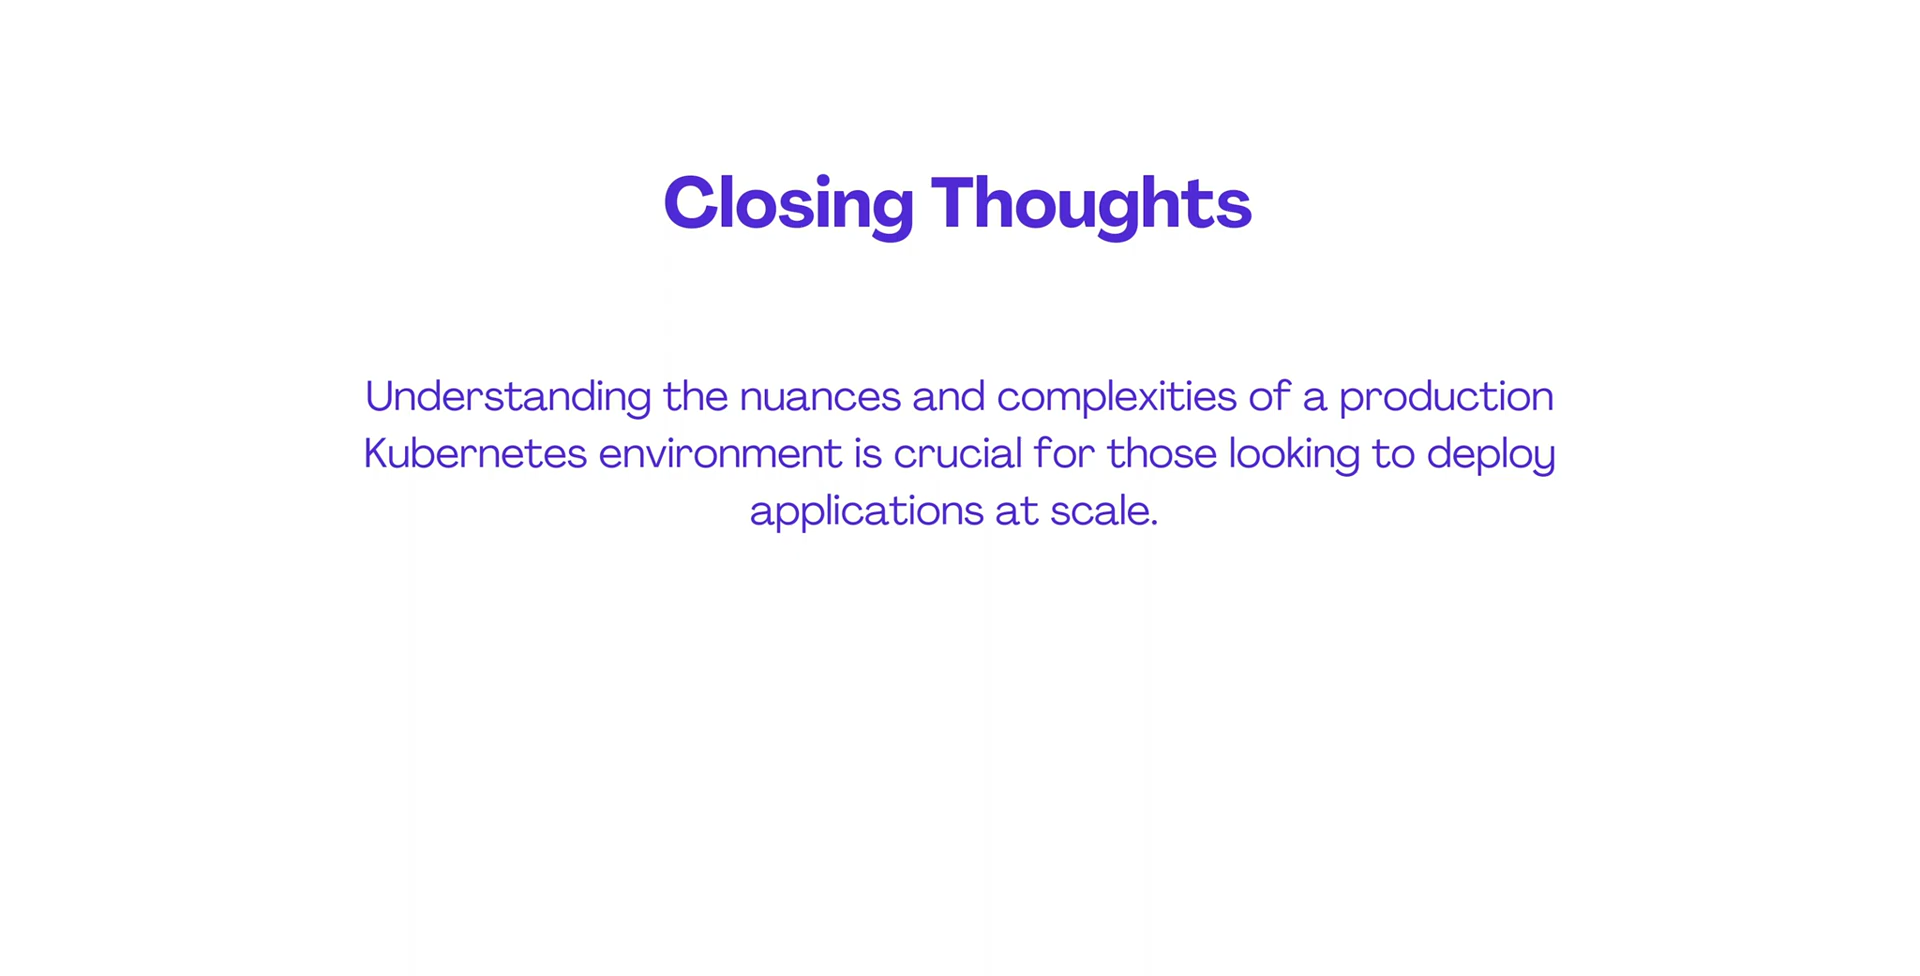 Closing Thoughts
Understanding the nuances and complexities of a production
Kubernetes environment is crucial for those looking to deploy
applications at scale.